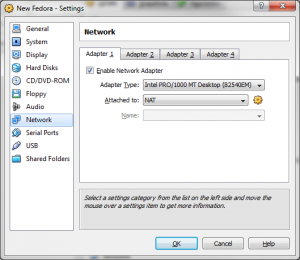 New Fedora - Settings
General
System
Display
Hard Disks
CD/DVD-ROM
Floppy
Audio
Network
Serial Ports
USB
Shared Folders
Network
Adapter 1 Adapter 2 Adapter 3 Adapter 4
Enable Network Adapter
Adapter Type: Intel PRO/1000 MT Desktop (82540EM)
Attached to: NAT
Name:
Select a settings category from the list on the left side and move the
mouse over a settings item to get more information.
OK Cancel Help